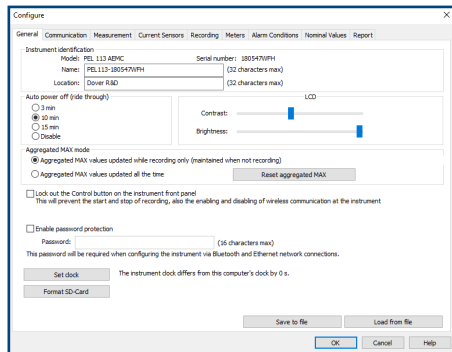 Configure
General Communication Measurement Current Sensors Recording Meters Alarm Conditions Nominal Values Report
Instrument identification
Model: PEL 113 AEMC Serial number: 180547WFH
Name: PEL113-180547WFH (32 characters max)
Location: Dover R&D (32 characters max)
Auto power off (ride through) LCD
3 min
10 min
15 min
Disable
Contrast:
Brightness:
Aggregated MAX mode
Aggregated MAX values updated while recording only (maintained when not recording)
Aggregated MAX values updated all the time Reset aggregated MAX
Lock out the Control button on the instrument front panel
This will prevent the start and stop of recording, also the enabling and disabling of wireless communication at the instrument
Enable password protection
Password: (16 characters max)
This password will be required when configuring the instrument via Bluetooth and Ethernet network connections.
Set clock The instrument clock differs from this computer's clock by 0 s.
Format SD-Card
Save to file Load from file
OK Cancel Help